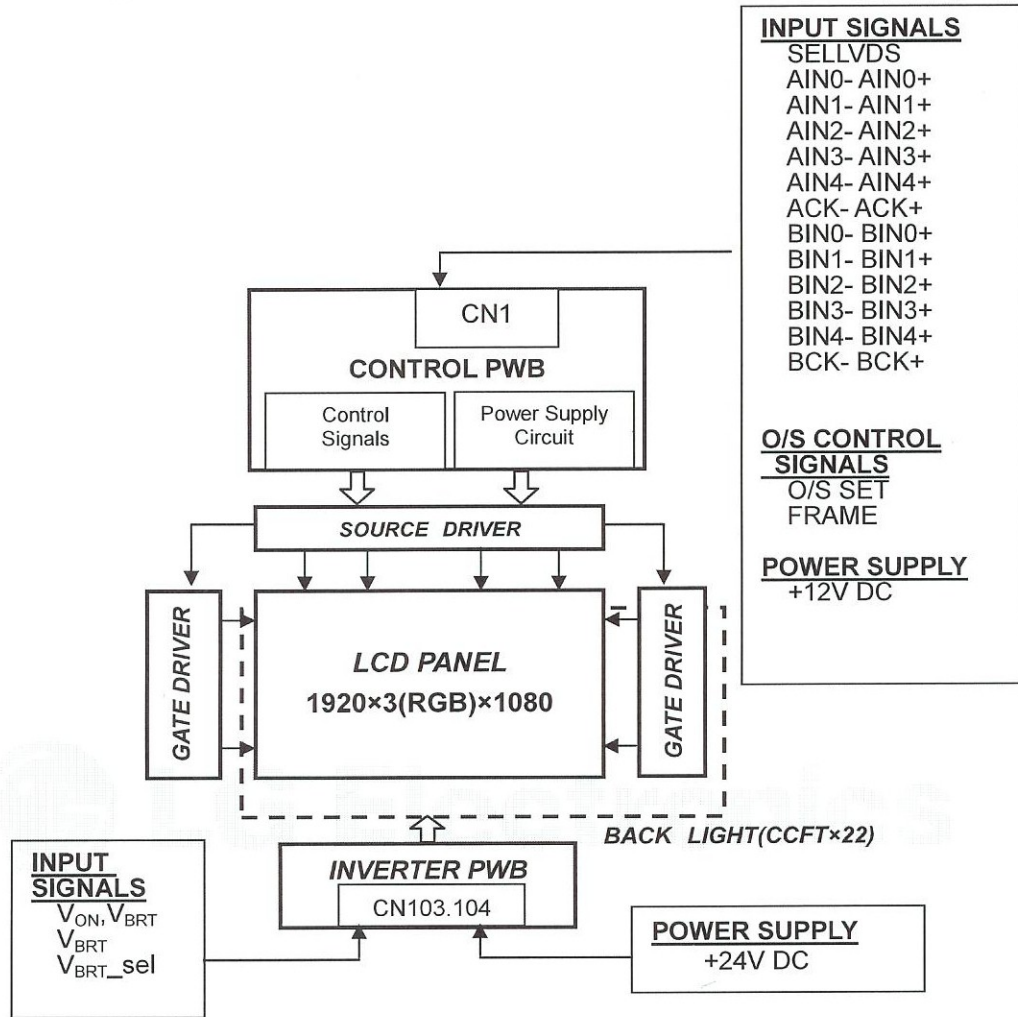 INPUT SIGNALS
SELLVDS
AIN0- AIN0+
AIN1- AIN1+
AIN2- AIN2+
AIN3- AIN3+
AIN4- AIN4+
ACK- ACK+
BIN0- BIN0+
BIN1- BIN1+
BIN2- BIN2+
BIN3- BIN3+
BIN4- BIN4+
BCK- BCK+
O/S CONTROL
SIGNALS
O/S SET
FRAME
POWER SUPPLY
+12V DC
CN1
CONTROL PWB
Control
Signals
Power Supply
Circuit
SOURCE DRIVER
GATE DRIVER
LCD PANEL
1920×3(RGB)×1080
GATE DRIVER
BACK LIGHT(CCFT×22)
INVERTER PWB
CN103.104
INPUT
SIGNALS
VON, VBRT
VBRT
VBRT_sel
POWER SUPPLY
+24V DC
LG Electronics